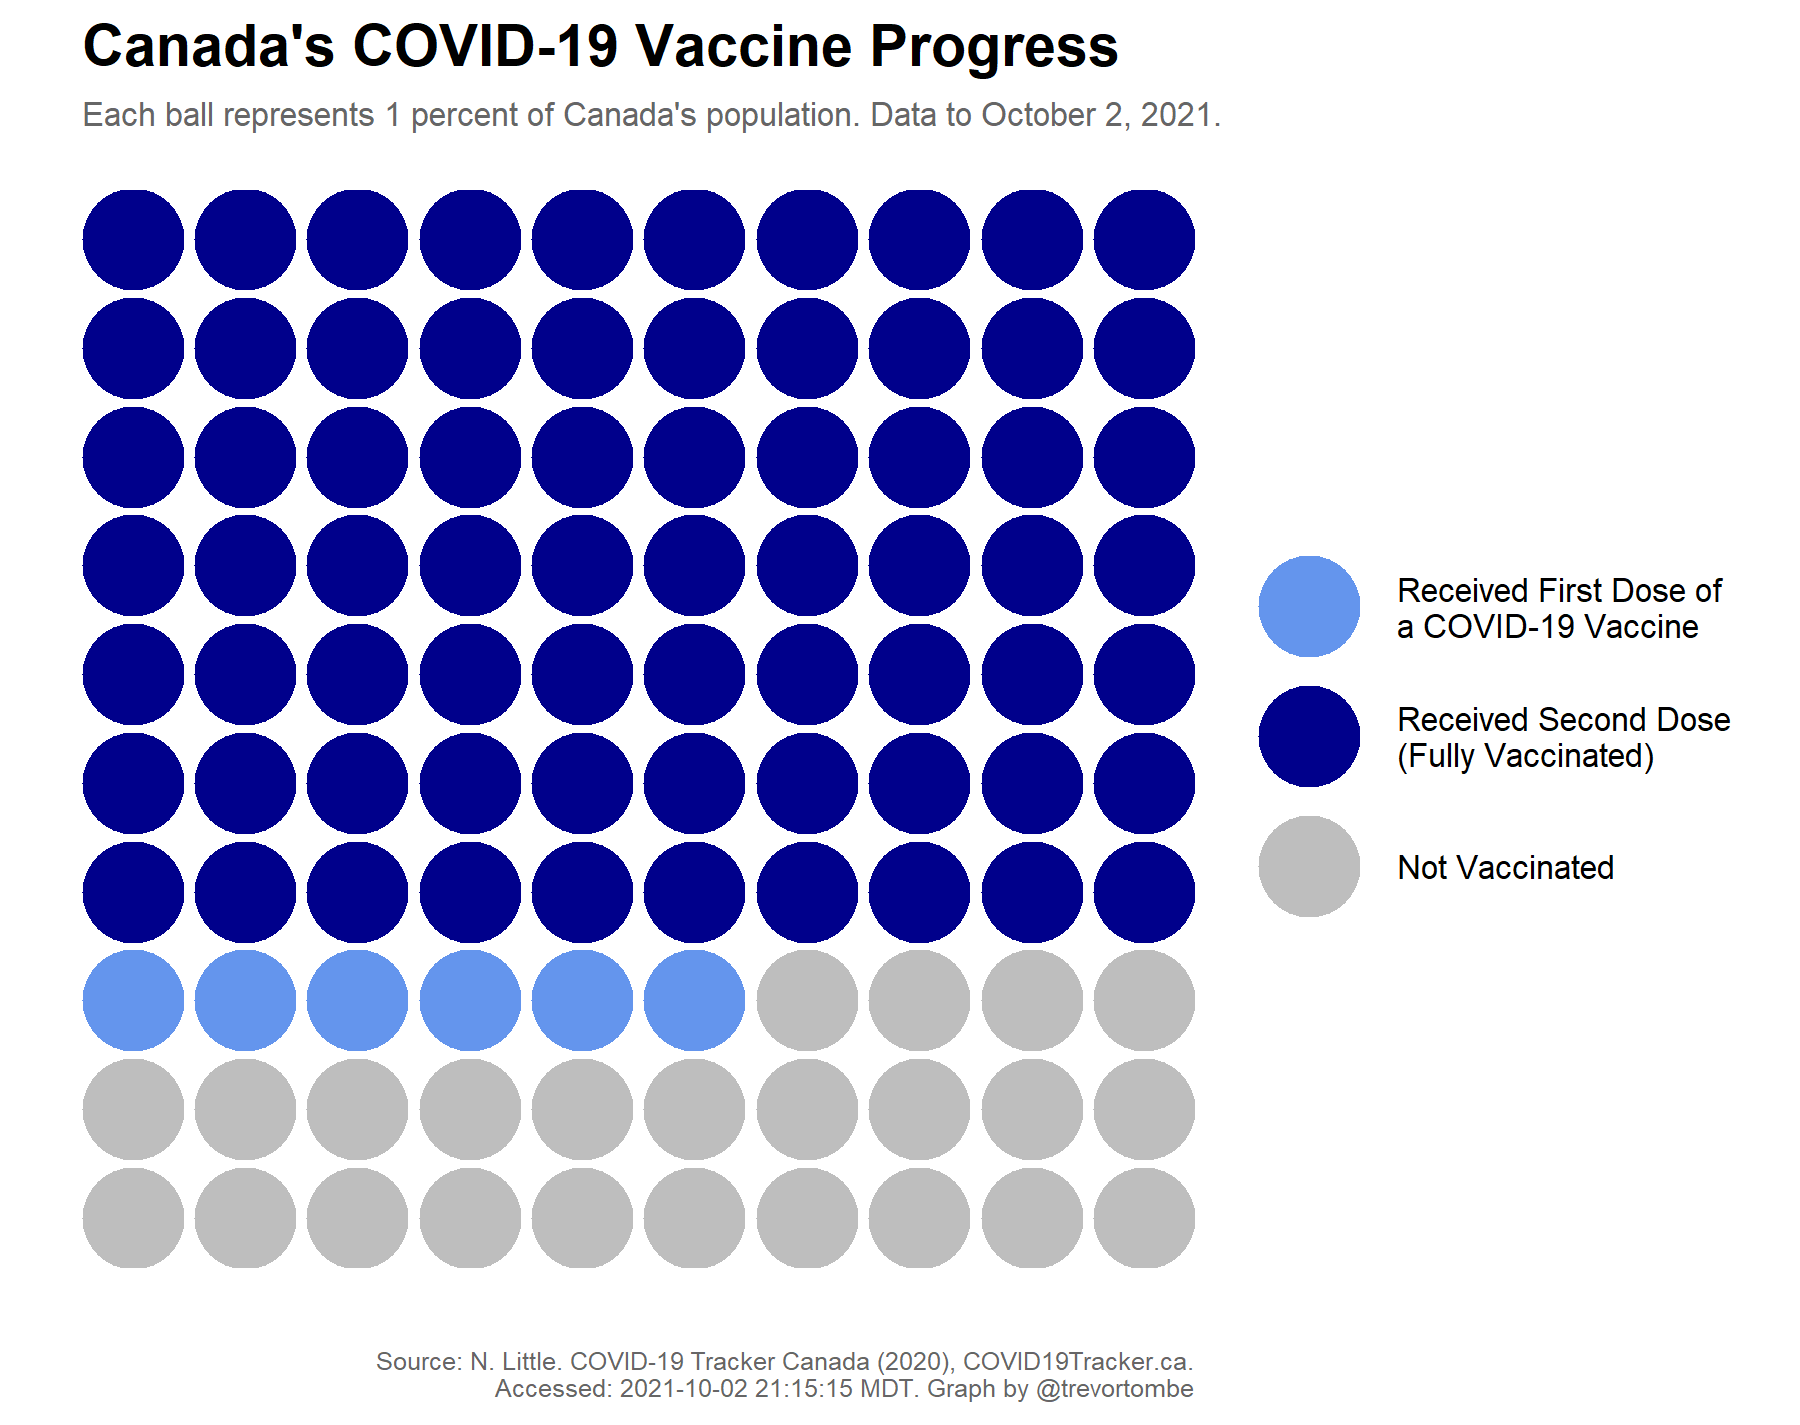 Canada's COVID-19 Vaccine Progress
Each ball represents 1 percent of Canada's population. Data to October 2, 2021.
Received First Dose of
a COVID-19 Vaccine
Received Second Dose
(Fully Vaccinated)
Not Vaccinated
Source: N. Little. COVID-19 Tracker Canada (2020), COVID19Tracker.ca.
Accessed: 2021-10-02 21:15:15 MDT. Graph by @trevortombe